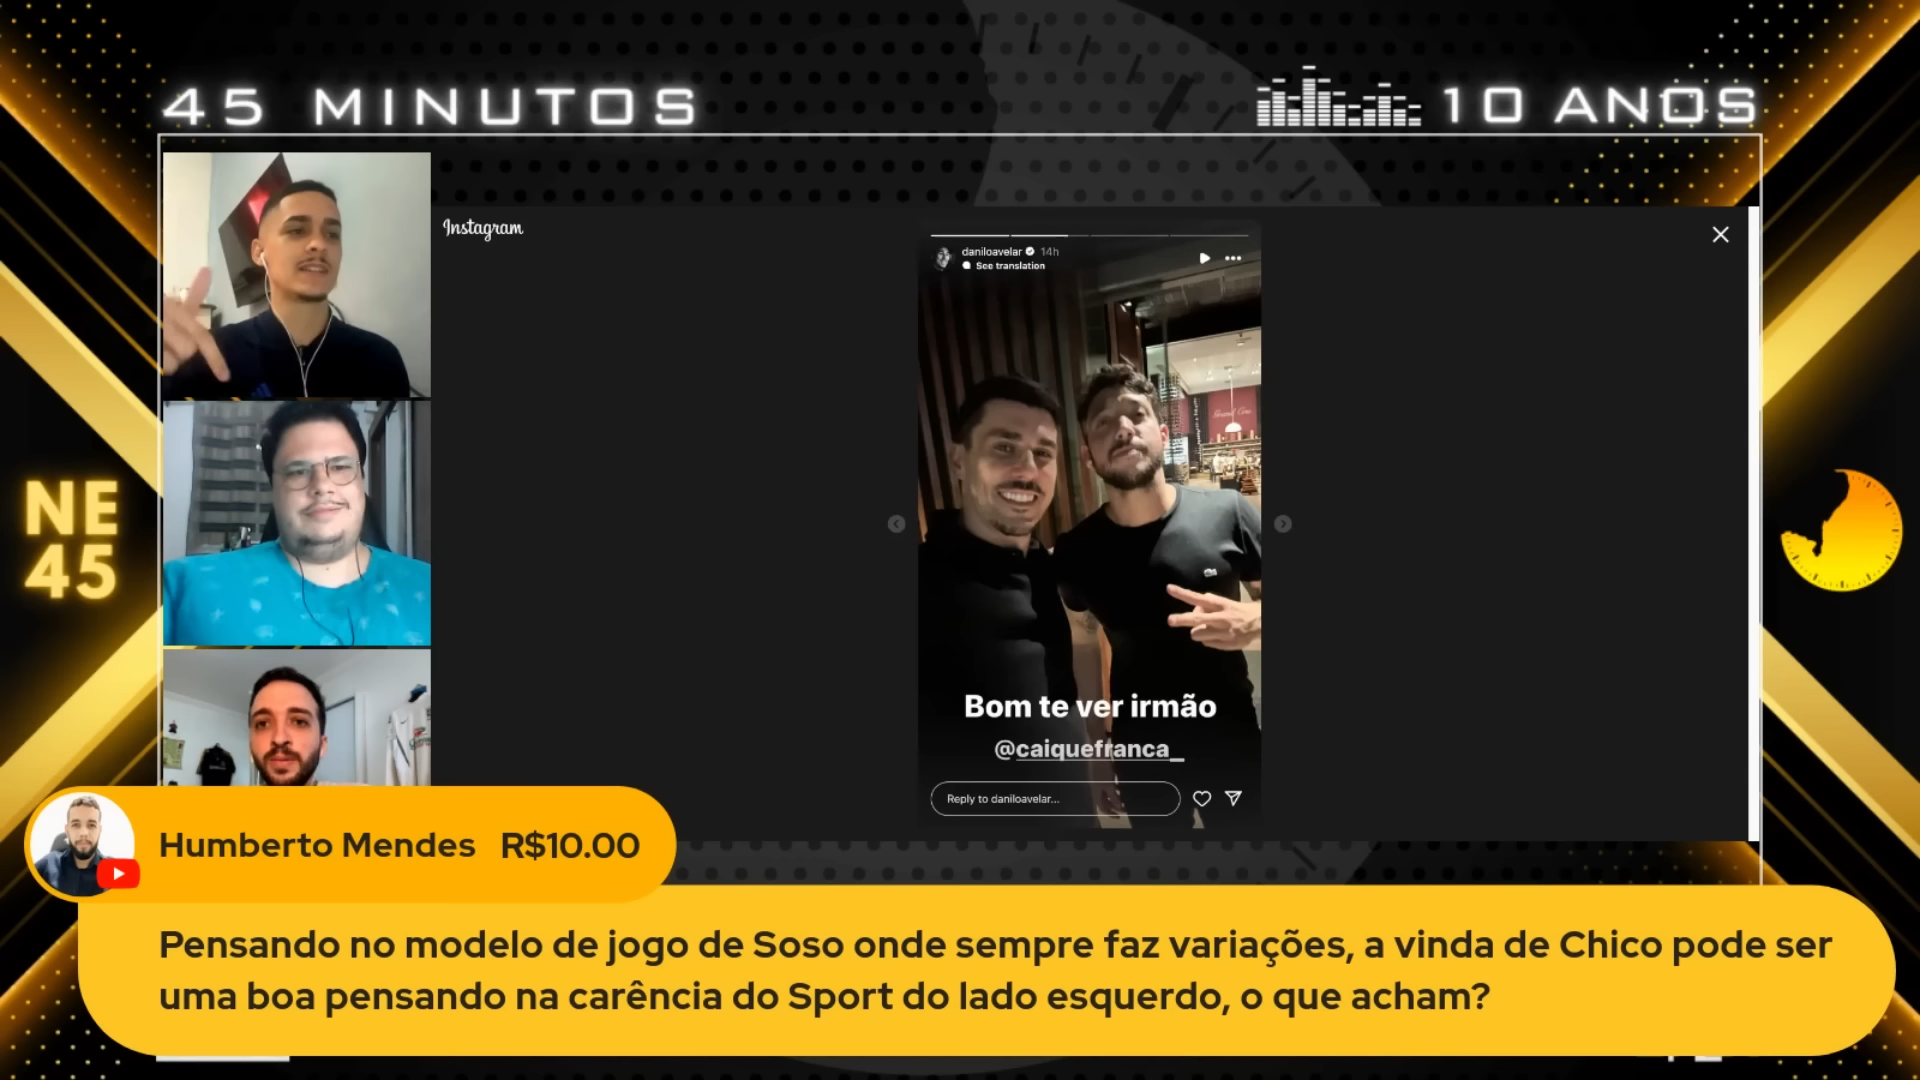 45 MINUTOS
10 ANOS
Instagram
daniloavelar 14h
See translation
Grand Cru
NE
45
Bom te ver irmão
@caiquefranca_
Reply to daniloavelar...
Humberto Mendes R$10.00
Pensando no modelo de jogo de Soso onde sempre faz variações, a vinda de Chico pode ser
uma boa pensando na carência do Sport do lado esquerdo, o que acham?